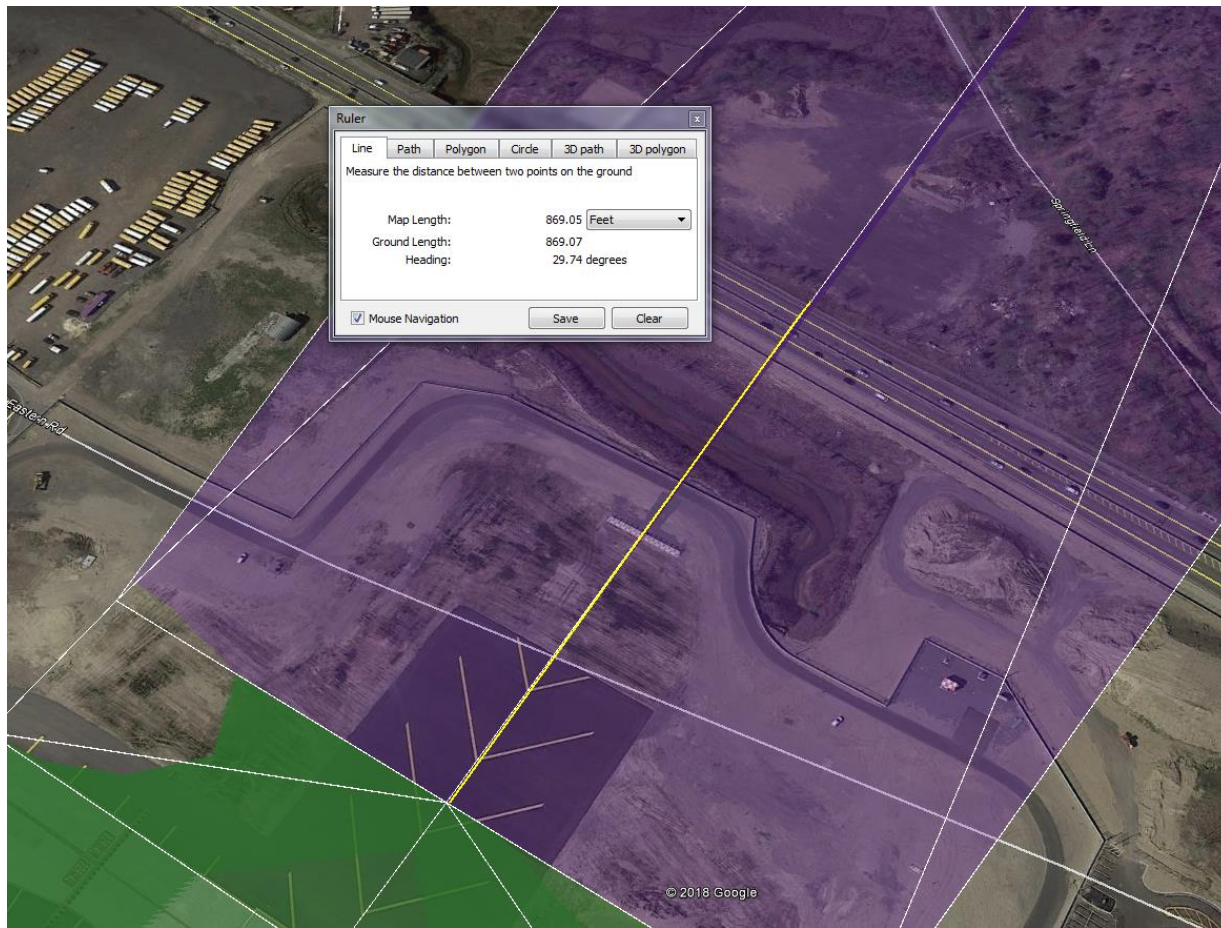 Ruler
x
Line Path Polygon Circle 3D path 3D polygon
Measure the distance between two points on the ground
Map Length: 869.05 Feet
Ground Length: 869.07
Heading: 29.74 degrees
Mouse Navigation Save Clear
Springfield Ln
Eastern Rd
© 2018 Google